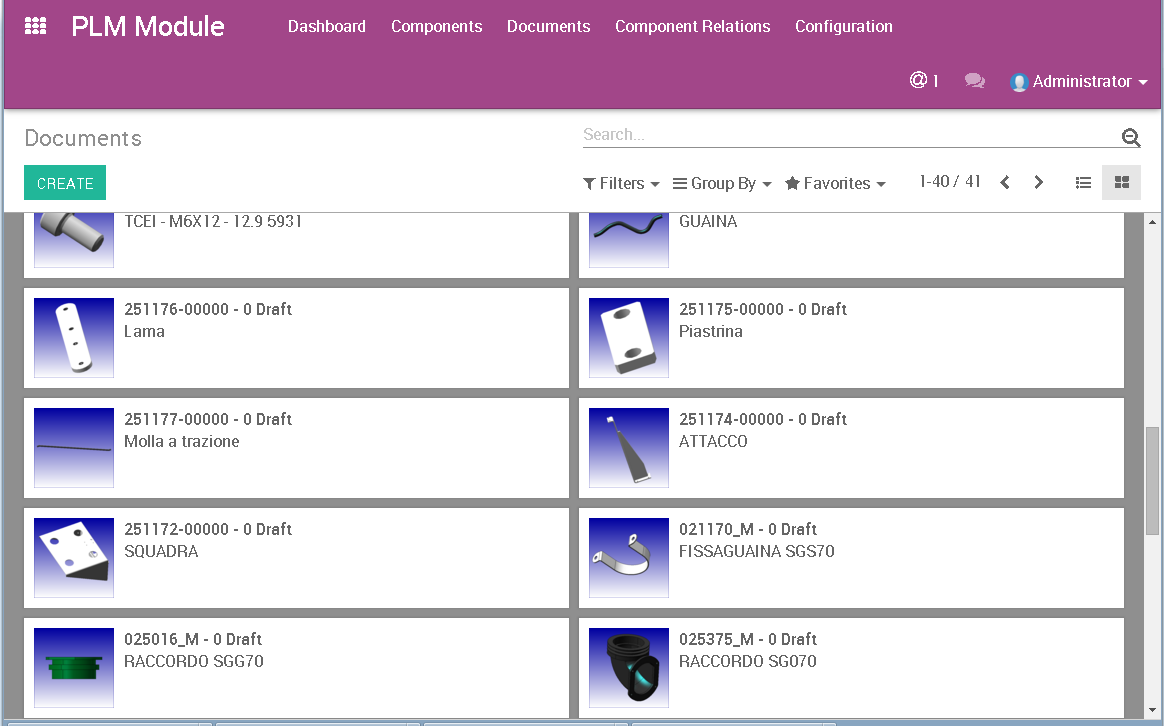 PLM Module
Dashboard Components Documents Component Relations Configuration
@ 1 Administrator
Documents
Search...
CREATE
Filters Group By Favorites 1-40 / 41
TCEI - M6X12 - 12.9 5931
GUAINA
251176-00000 - 0 Draft
Lama
251175-00000 - 0 Draft
Piastrina
251177-00000 - 0 Draft
Molla a trazione
251174-00000 - 0 Draft
ATTACCO
251172-00000 - 0 Draft
SQUADRA
021170_M - 0 Draft
FISSAGUAINA SGS70
025016_M - 0 Draft
RACCORDO SGG70
025375_M - 0 Draft
RACCORDO SG070